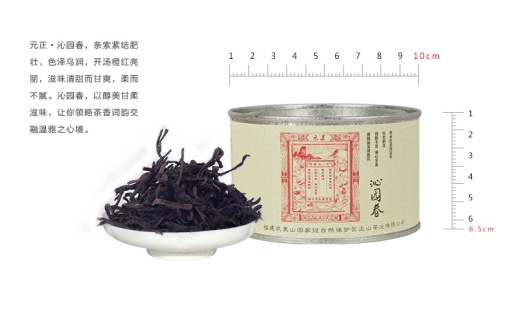 元正·沁园春，条索紧结肥
壮、色泽乌润，开汤橙红亮
丽，滋味清甜而甘爽，柔而
不腻。沁园春，以醇美甘柔
滋味，让你领略茶香词韵交
融温雅之心境。
1 2 3 4 5 6 7 8 9 10cm
1
2
3
4
5
6
6.5cm
元正
沁园春
福建武夷山国家级自然保护区正山茶业有限公司